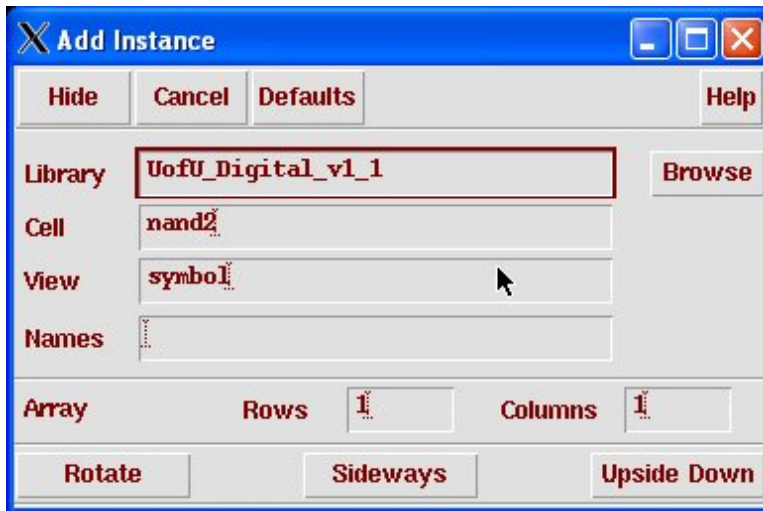 Add Instance
Hide Cancel Defaults Help
Library UofU_Digital_v1_1 Browse
Cell nand2
View symbol
Names
Array Rows 1 Columns 1
Rotate Sideways Upside Down